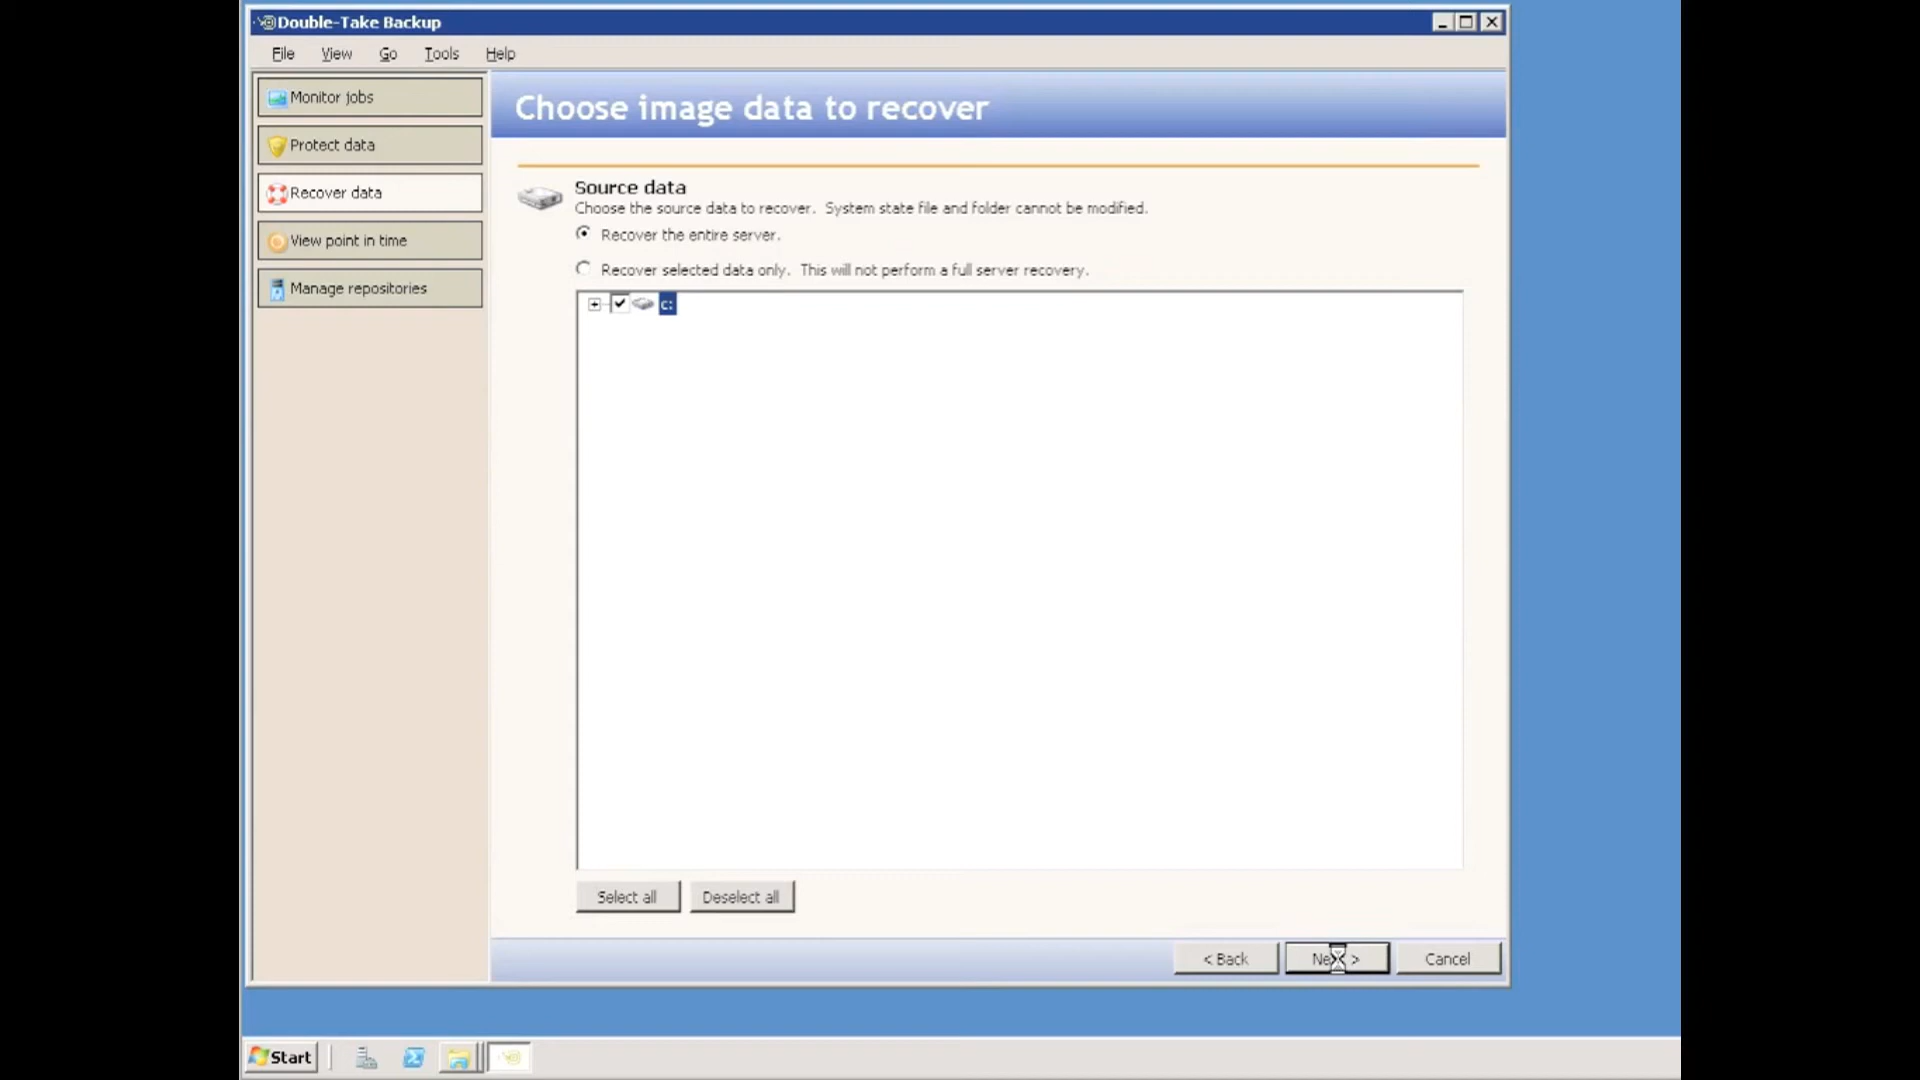 Double-Take Backup
File View Go Tools Help
Monitor jobs
Protect data
Recover data
View point in time
Manage repositories
Choose image data to recover
Source data
Choose the source data to recover. System state file and folder cannot be modified.
Recover the entire server.
Recover selected data only. This will not perform a full server recovery.
c:
Select all Deselect all
< Back Next > Cancel
Start